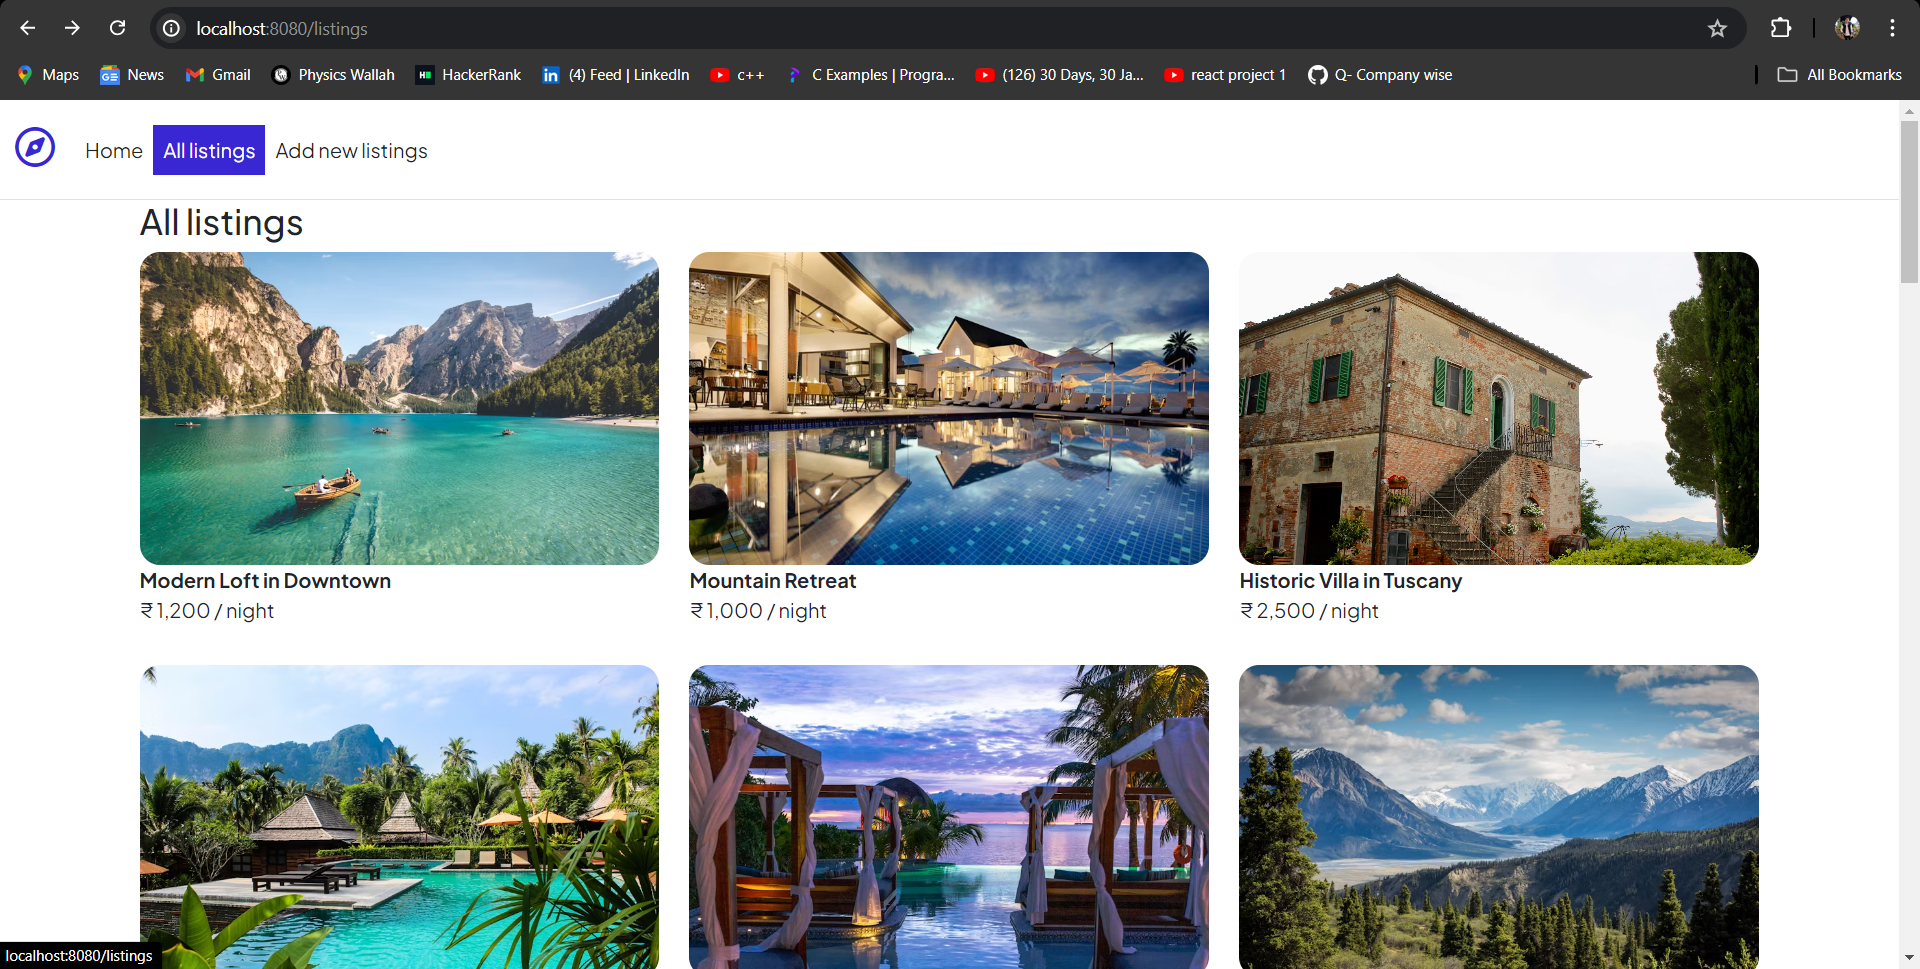 localhost:8080/listings
Maps News Gmail Physics Wallah HackerRank (4) Feed | LinkedIn c++ C Examples | Progra... (126) 30 Days, 30 Ja... react project 1 Q- Company wise All Bookmarks
Home All listings Add new listings
All listings
Modern Loft in Downtown Mountain Retreat Historic Villa in Tuscany
₹ 1,200 / night ₹ 1,000 / night ₹ 2,500 / night
localhost:8080/listings